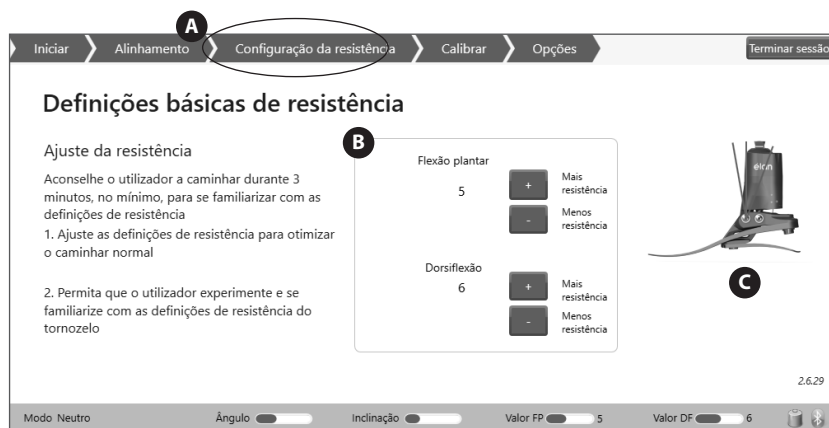 A
Iniciar
Alinhamento
Configuração da resistência
Calibrar
Opções
Terminar sessão
Definições básicas de resistência
Ajuste da resistência
Aconselhe o utilizador a caminhar durante 3
minutos, no mínimo, para se familiarizar com as
definições de resistência
1. Ajuste as definições de resistência para otimizar
o caminhar normal
2. Permita que o utilizador experimente e se
familiarize com as definições de resistência do
tornozelo
B
Flexão plantar
5
+
Mais
resistência
-
Menos
resistência
Dorsiflexão
6
+
Mais
resistência
-
Menos
resistência
élan
C
2.6.29
Modo Neutro
Ângulo
Inclinação
Valor FP 5
Valor DF 6